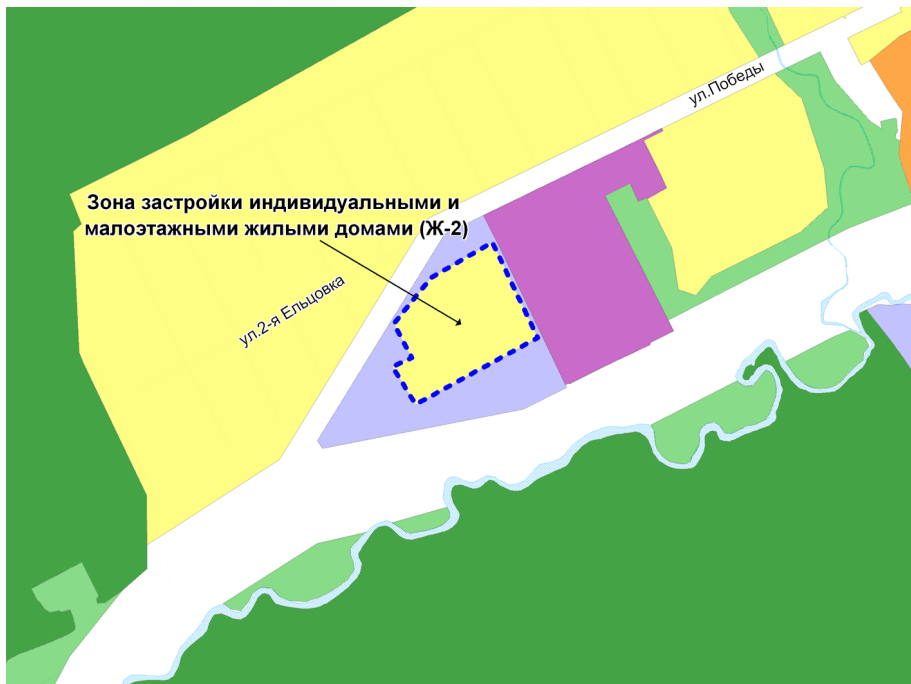 ул.Победы
Зона застройки индивидуальными и
малоэтажными жилыми домами (Ж-2)
ул.2-я Ельцовка